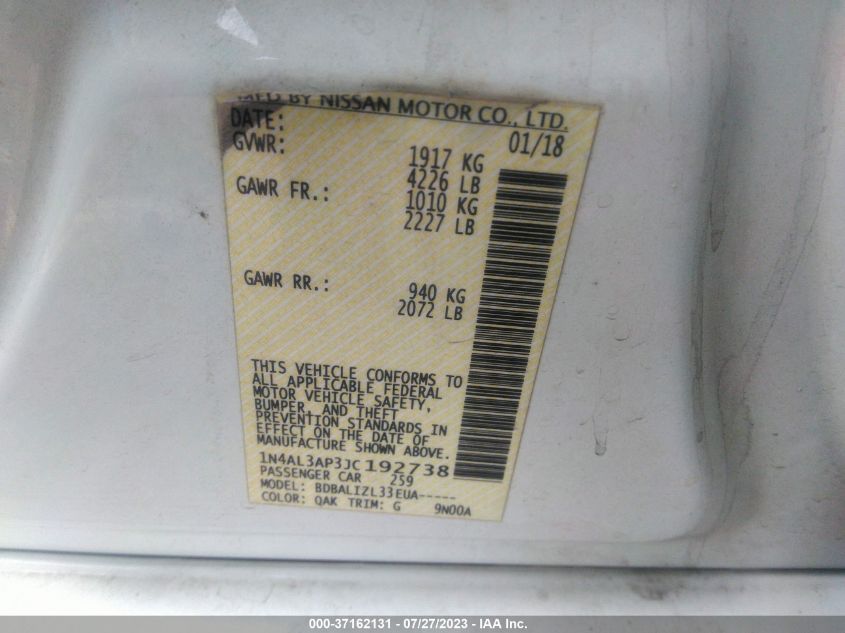 MFD BY NISSAN MOTOR CO., LTD.
DATE: 01/18
GVWR: 1917 KG
4226 LB
GAWR FR.: 1010 KG
2227 LB
GAWR RR.: 940 KG
2072 LB
THIS VEHICLE CONFORMS TO
ALL APPLICABLE FEDERAL
MOTOR VEHICLE SAFETY,
BUMPER, AND THEFT
PREVENTION STANDARDS IN
EFFECT ON THE DATE OF
MANUFACTURE SHOWN ABOVE.
1N4AL3AP3JC192738
PASSENGER CAR 259
MODEL: BDBALIZL33EUA-----
COLOR: QAK TRIM: G 9N00A
000-37162131 - 07/27/2023 - IAA Inc.